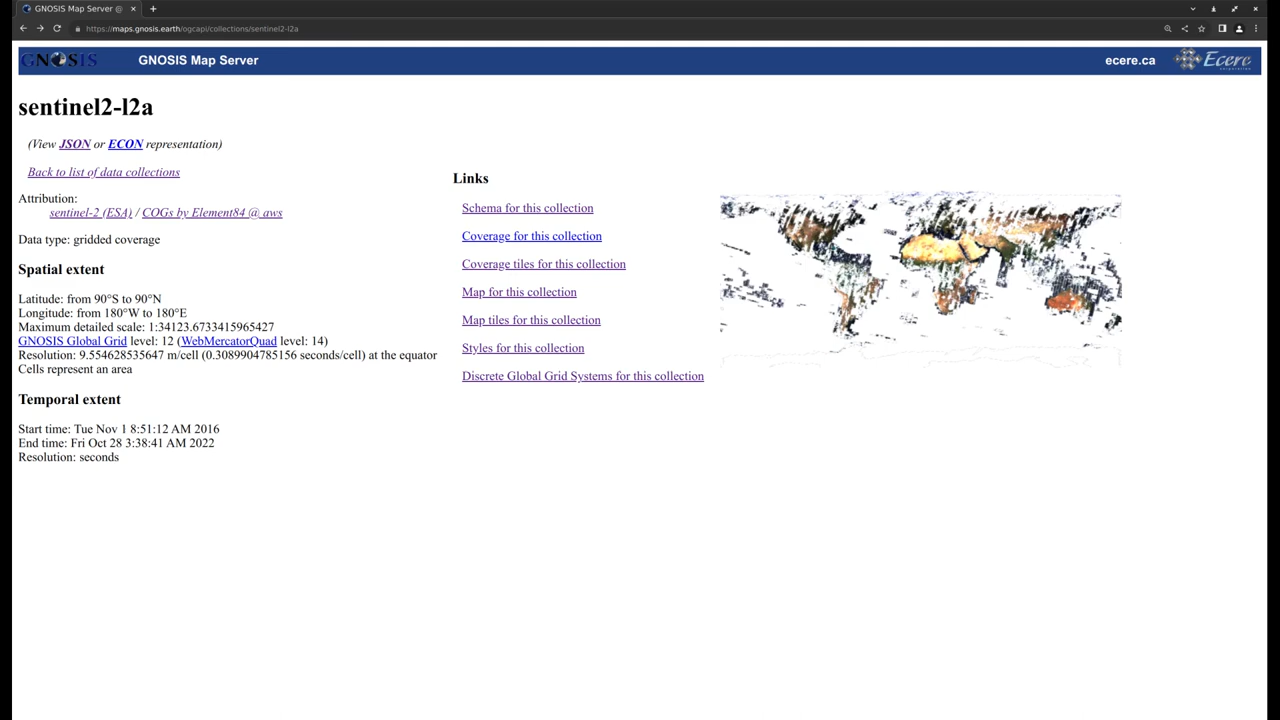 GNOSIS Map Server @
https://maps.gnosis.earth/ogcapi/collections/sentinel2-l2a
GNOSIS
GNOSIS Map Server
ecere.ca
Ecere
corporation
sentinel2-l2a
(View JSON or ECON representation)
Back to list of data collections
Attribution:
sentinel-2 (ESA) / COGs by Element84 @ aws
Data type: gridded coverage
Spatial extent
Latitude: from 90°S to 90°N
Longitude: from 180°W to 180°E
Maximum detailed scale: 1:34123.6733415965427
GNOSIS Global Grid level: 12 (WebMercatorQuad level: 14)
Resolution: 9.554628535647 m/cell (0.3089904785156 seconds/cell) at the equator
Cells represent an area
Temporal extent
Start time: Tue Nov 1 8:51:12 AM 2016
End time: Fri Oct 28 3:38:41 AM 2022
Resolution: seconds
Links
Schema for this collection
Coverage for this collection
Coverage tiles for this collection
Map for this collection
Map tiles for this collection
Styles for this collection
Discrete Global Grid Systems for this collection